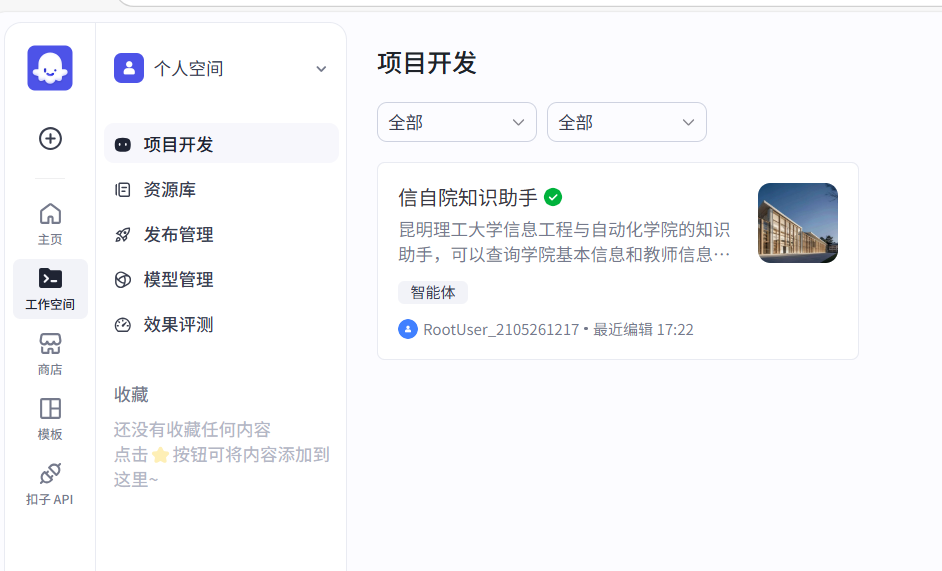 个人空间
项目开发
资源库
发布管理
模型管理
效果评测
收藏
还没有收藏任何内容
点击⭐按钮可将内容添加到
这里~
主页
工作空间
商店
模板
扣子 API
项目开发
全部
全部
信自院知识助手
昆明理工大学信息工程与自动化学院的知识
助手，可以查询学院基本信息和教师信息…
智能体
RootUser_2105261217 • 最近编辑 17:22